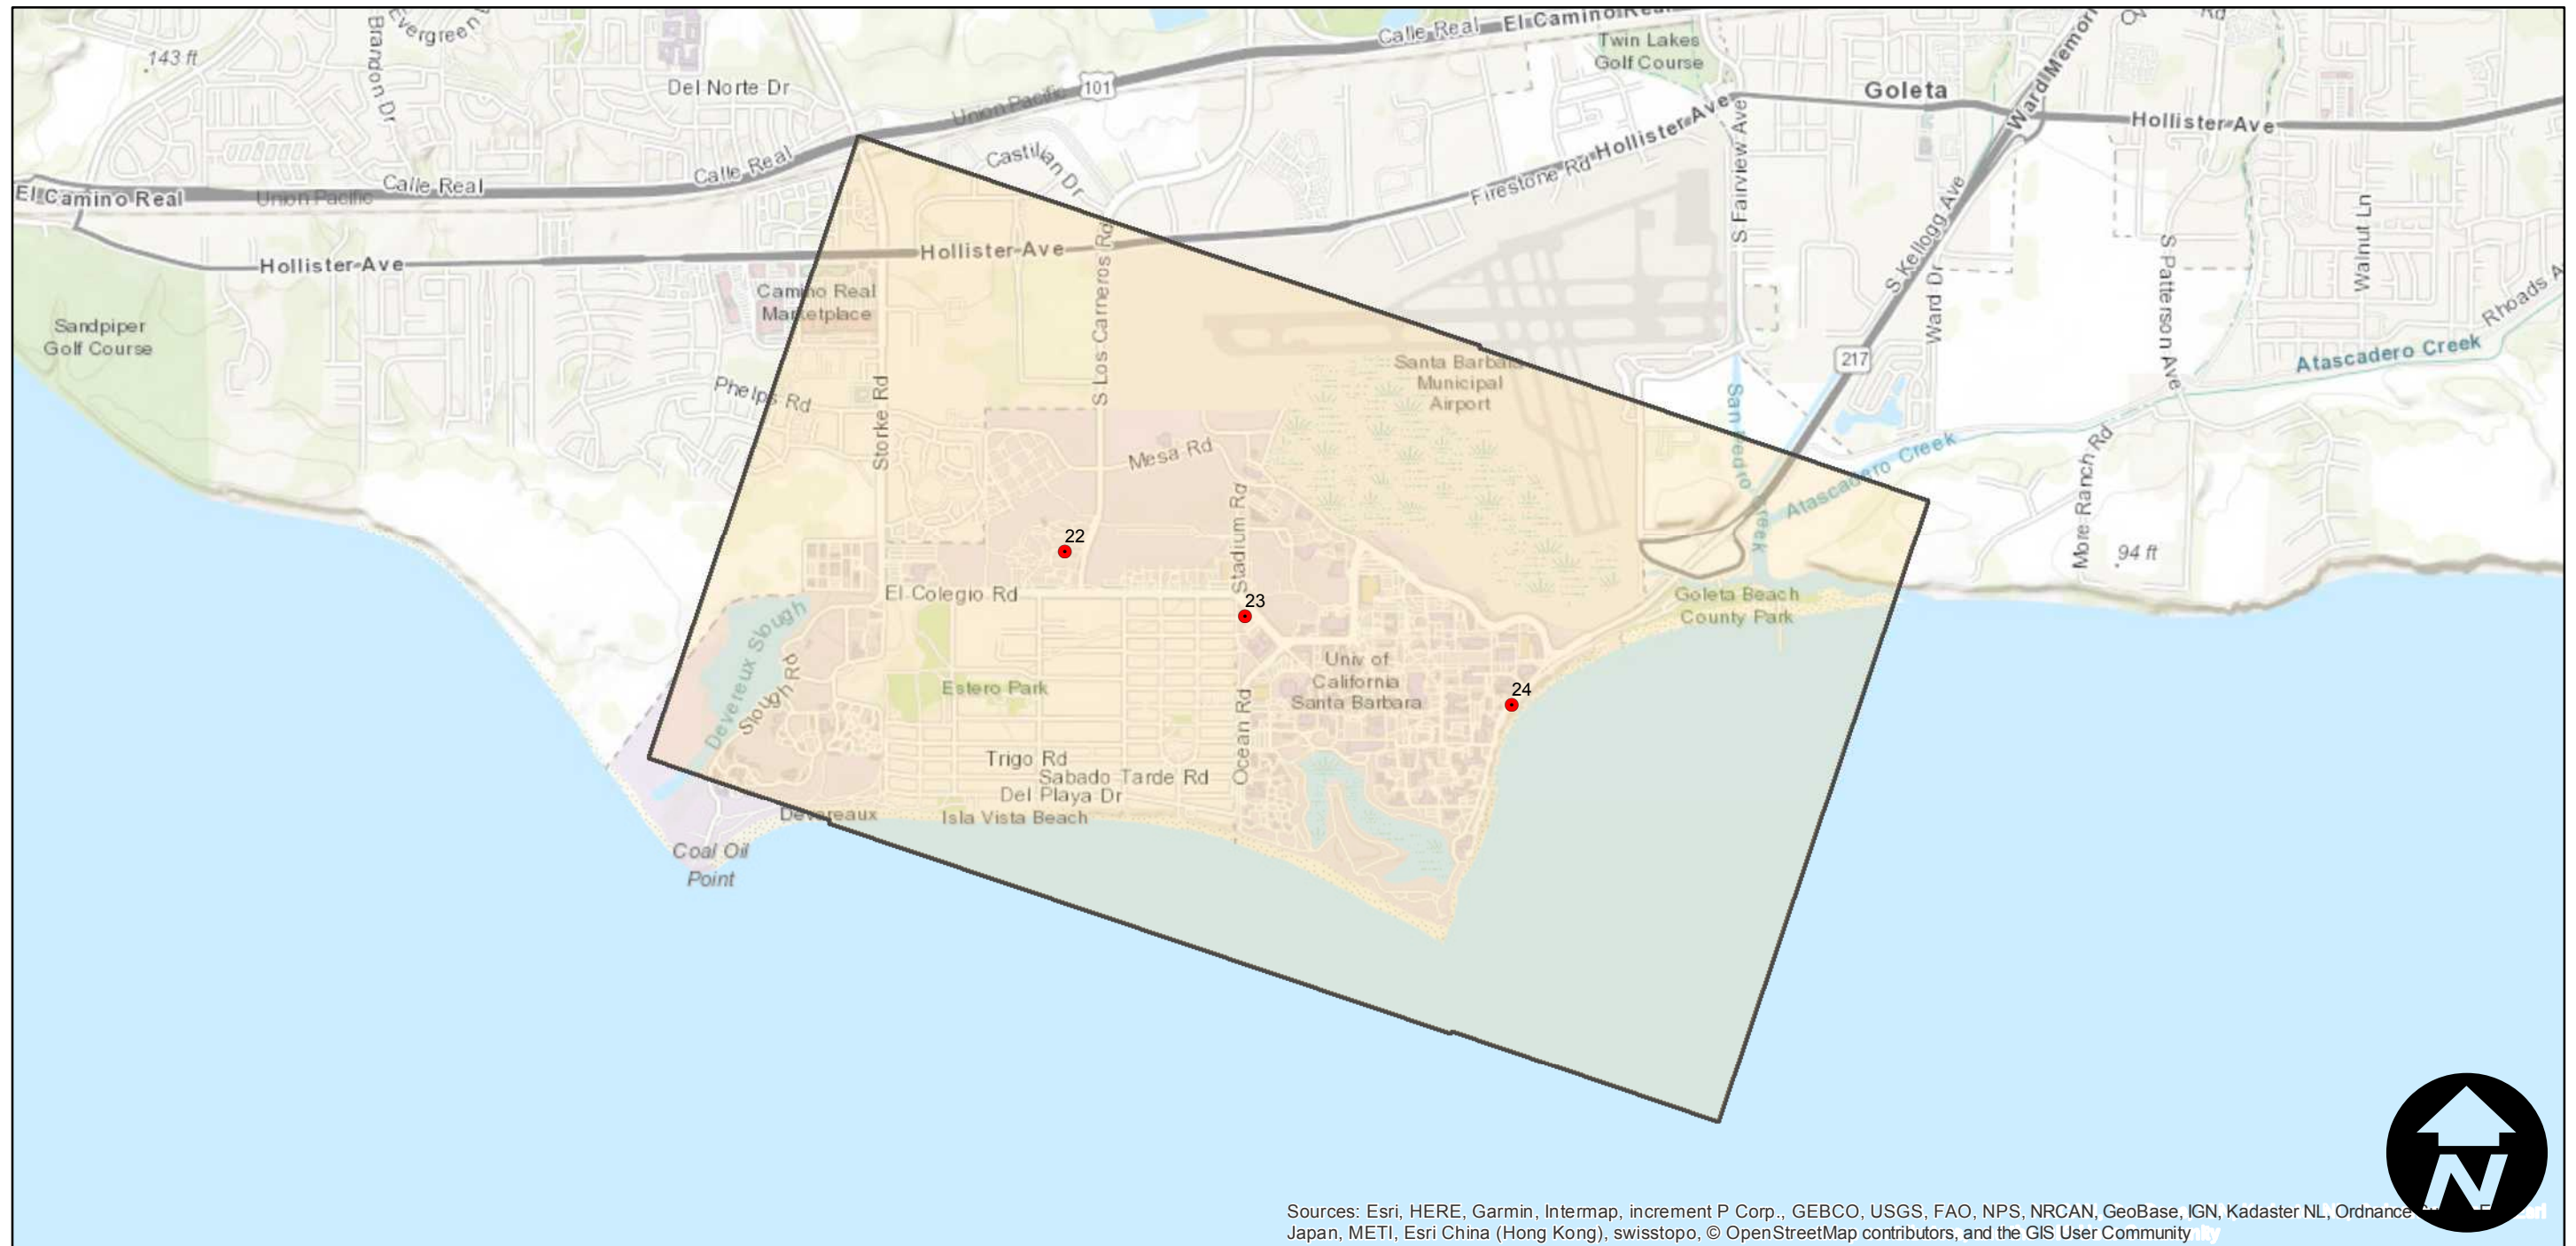 Calle Real
El Camino Real
Rd
143 ft
Brandon Dr
Evergreen
Del Norte Dr
Twin Lakes
Golf Course
Goleta
Ward Memori
Hollister Ave
Union Pacific
101
Castilian Dr
Firestone Rd
Hollister Ave
S Fairview Ave
Calle Real
Calle Real
Union Pacific
El Camino Real
Hollister Ave
Hollister Ave
S Los Carneros Rd
S Kellogg Ave
Ward Dr
S Patterson Ave
Walnut Ln
Rhoads A
Camino Real
Marketplace
Sandpiper
Golf Course
217
Atascadero Creek
Santa Barbara
Municipal
Airport
Phelps Rd
Storke Rd
San Pedro Creek
Mesa Rd
Atascadero Creek
More Ranch Rd
94 ft
Stadium Rd
22
El Colegio Rd
23
Goleta Beach
County Park
Devereux Slough
Slough Rd
Estero Park
Univ of
California
Santa Barbara
24
Ocean Rd
Trigo Rd
Sabado Tarde Rd
Del Playa Dr
Devereaux
Isla Vista Beach
Coal Oil
Point
N
Sources: Esri, HERE, Garmin, Intermap, increment P Corp., GEBCO, USGS, FAO, NPS, NRCAN, GeoBase, IGN, Kadaster NL, Ordnance
Japan, METI, Esri China (Hong Kong), swisstopo, © OpenStreetMap contributors, and the GIS User Community